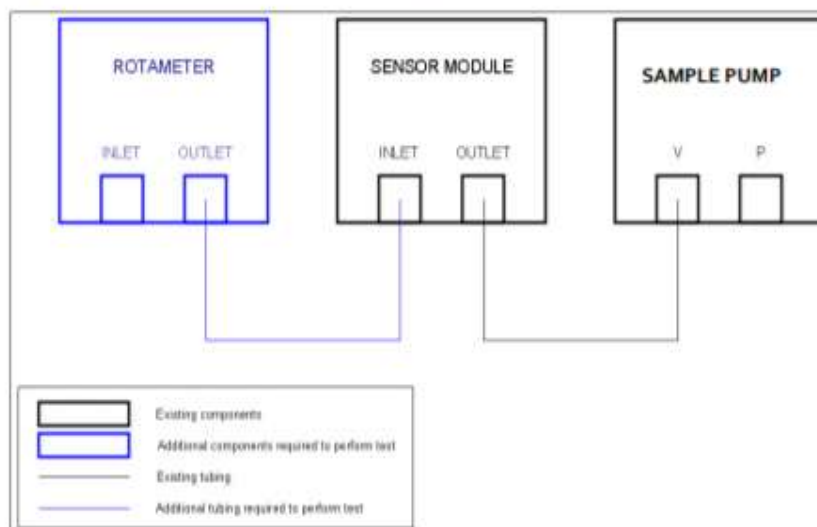 ROTAMETER
INLET OUTLET
SENSOR MODULE
INLET OUTLET
SAMPLE PUMP
V P
Existing components
Additional components required to perform test
Existing tubing
Additional tubing required to perform test